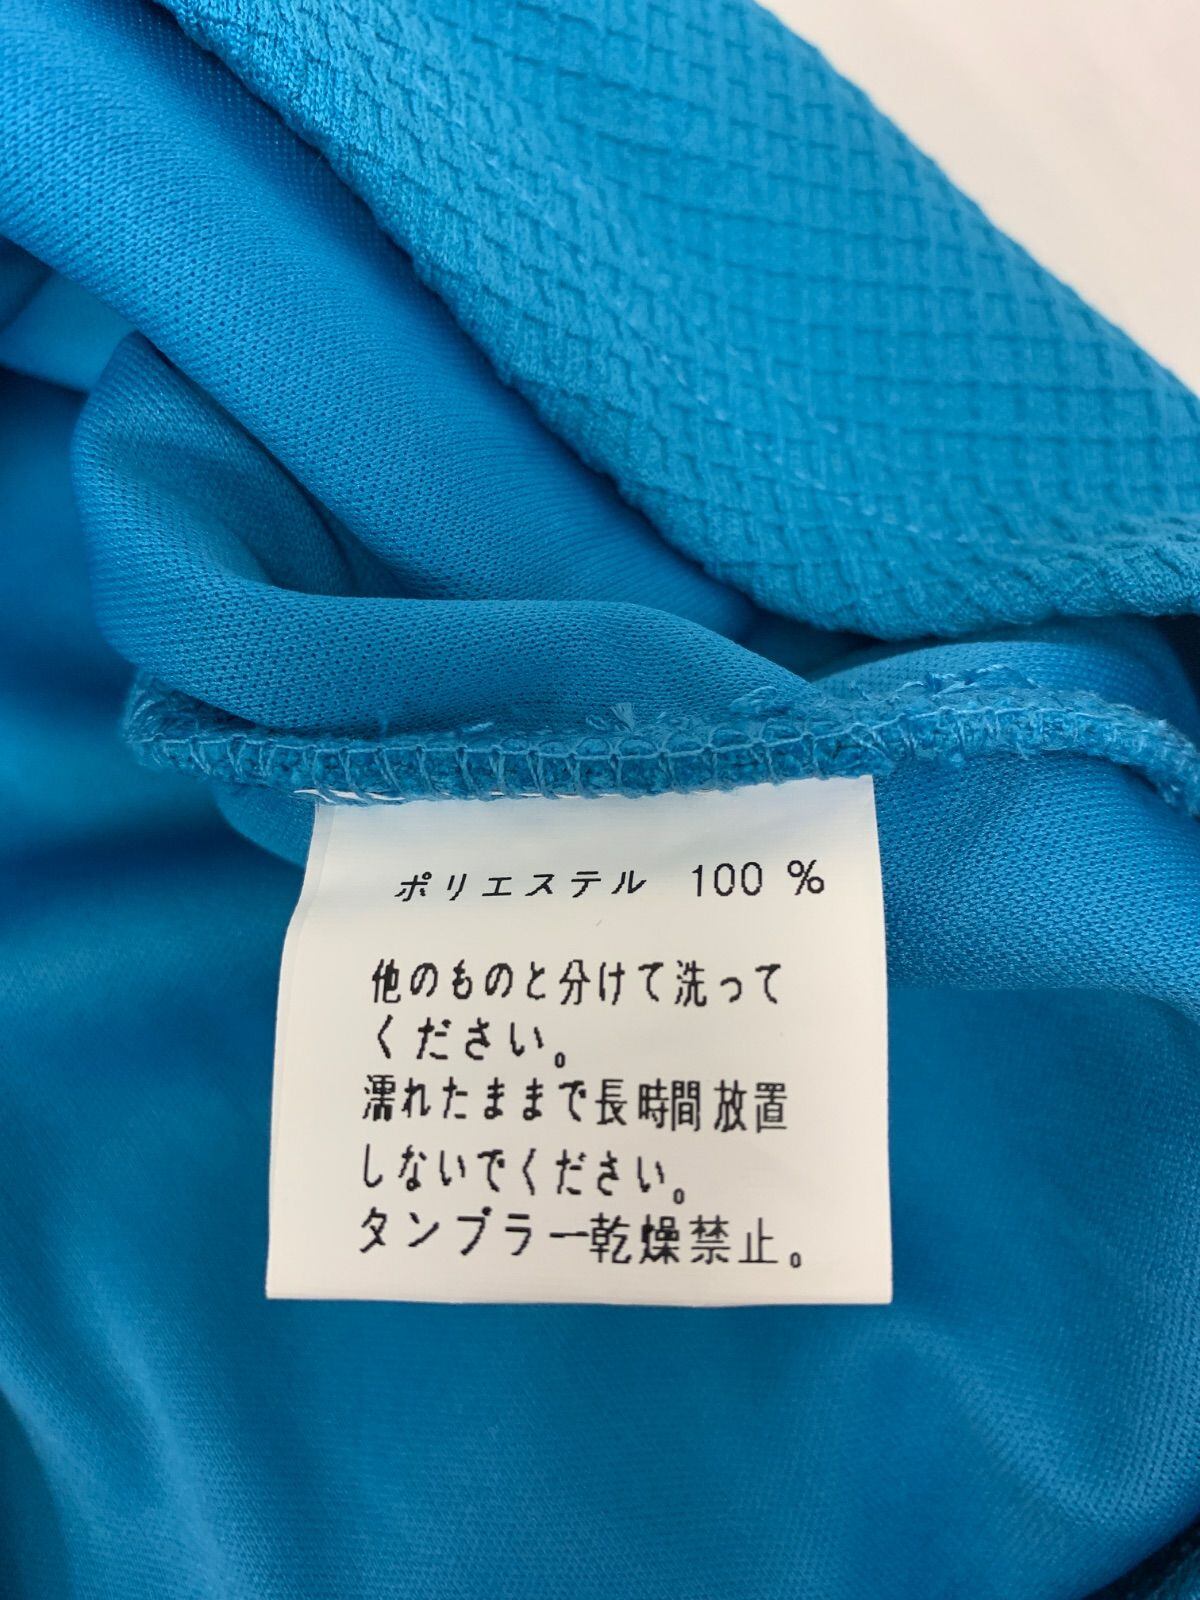 ポリエステル 100 %
他のものと分けて洗って
ください。
濡れたままで長時間放置
しないでください。
タンブラー乾燥禁止。